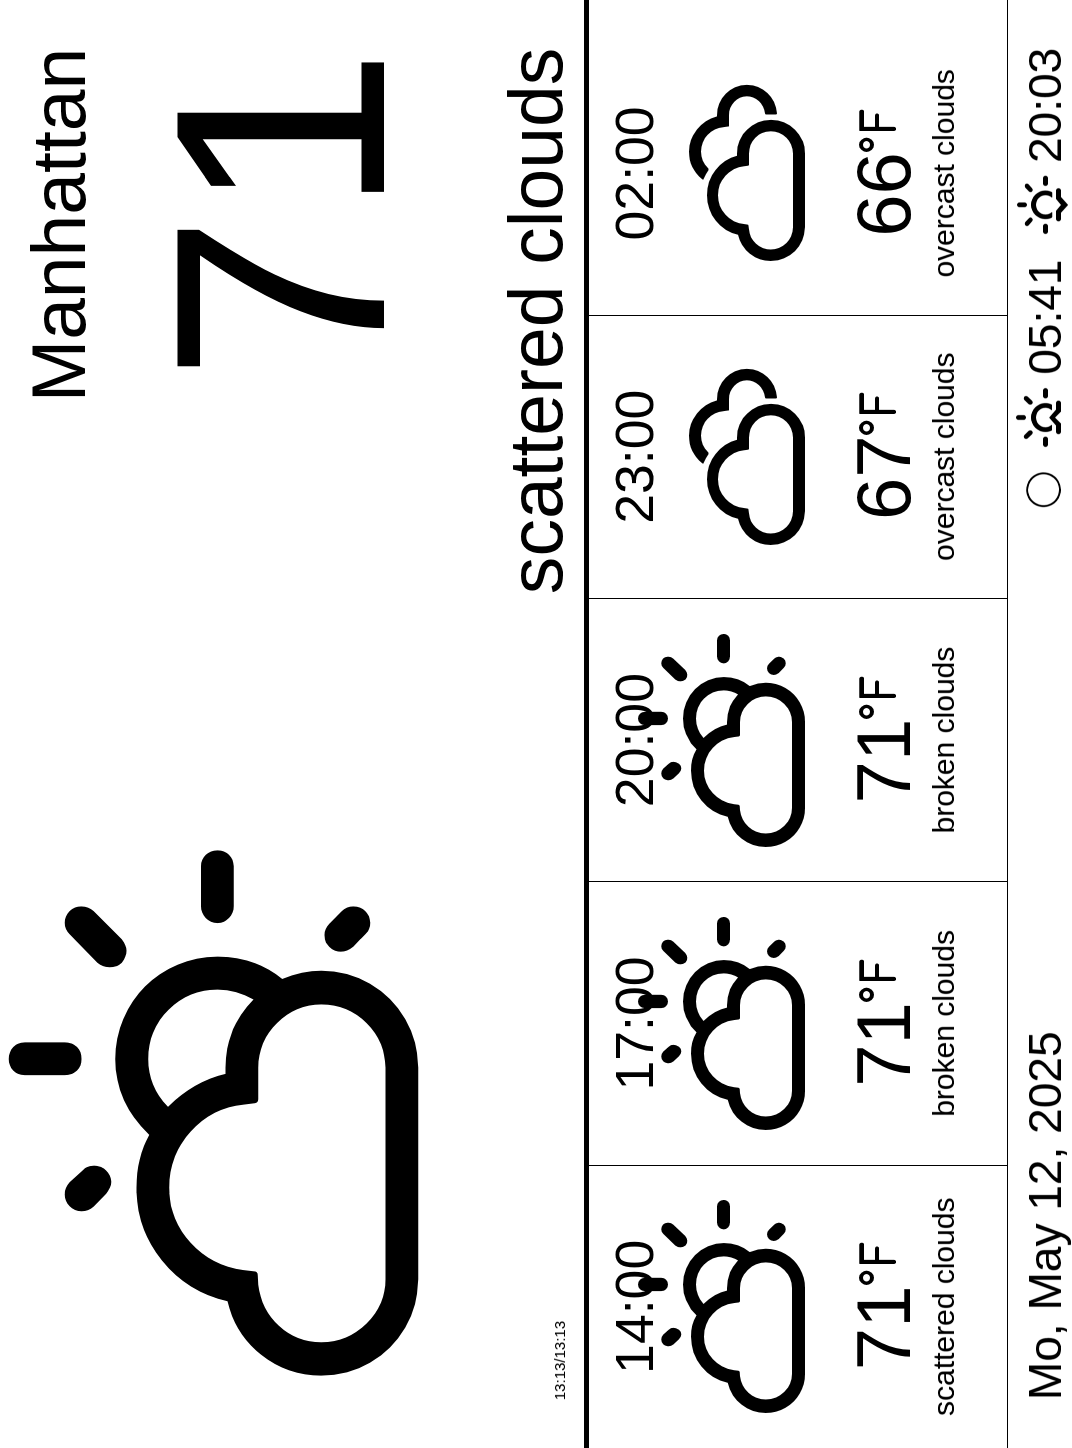 Manhattan
71
scattered clouds
13:13/13:13
14:00
71°F
scattered clouds
17:00
71°F
broken clouds
20:00
71°F
broken clouds
23:00
67°F
overcast clouds
02:00
66°F
overcast clouds
Mo, May 12, 2025
05:41
20:03